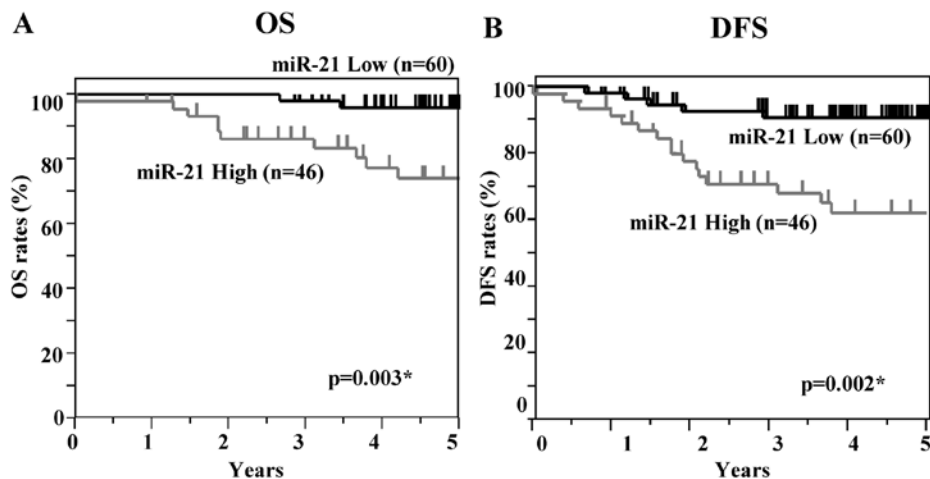 A
OS
miR-21 Low (n=60)
100
80
60
40
20
0
OS rates (%)
miR-21 High (n=46)
p=0.003*
0 1 2 3 4 5
Years
B
DFS
100
80
60
40
20
0
DFS rates (%)
miR-21 Low (n=60)
miR-21 High (n=46)
p=0.002*
0 1 2 3 4 5
Years